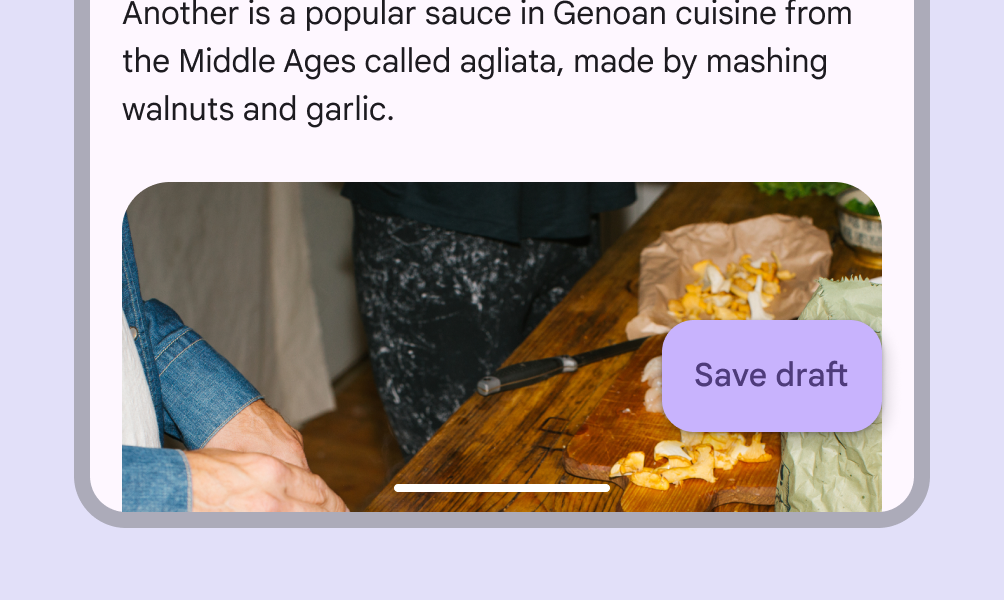 Another is a popular sauce in Genoan cuisine from
the Middle Ages called agliata, made by mashing
walnuts and garlic.
Save draft